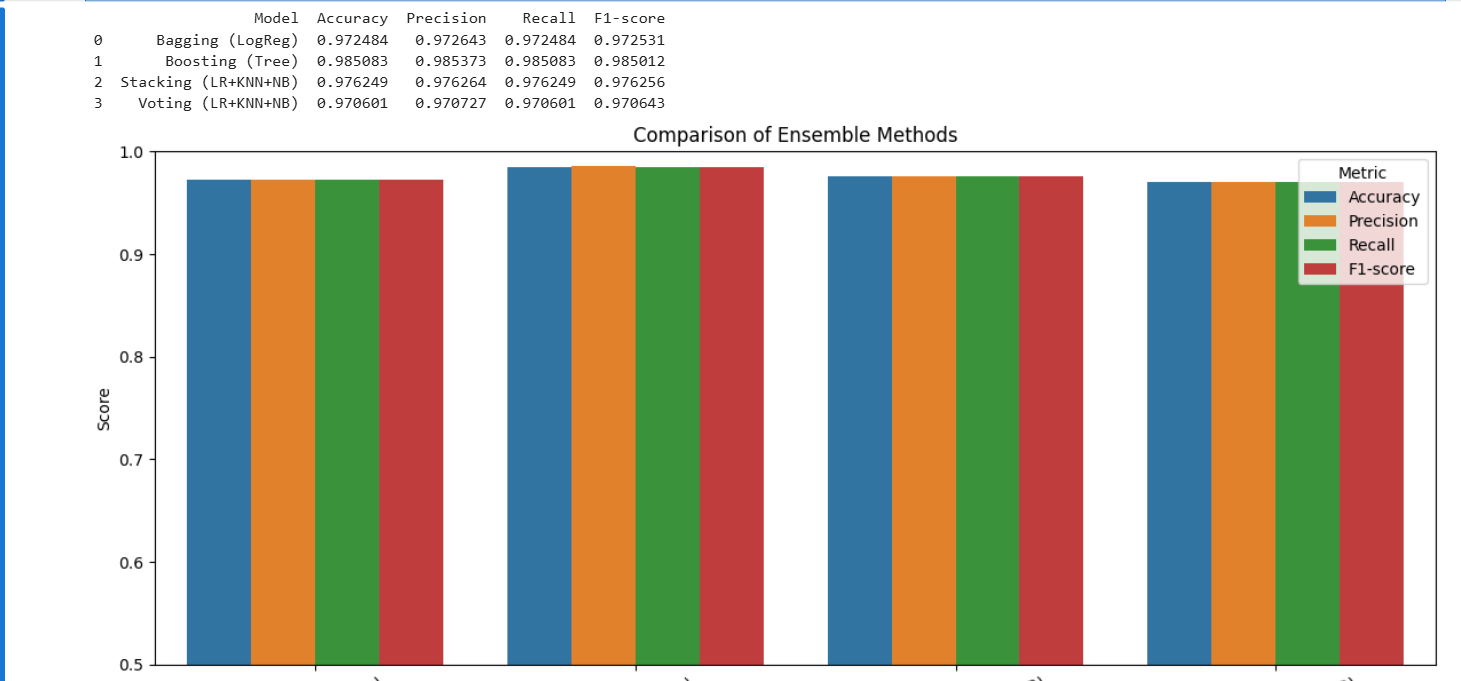 Model Accuracy Precision Recall F1-score
0 Bagging (LogReg) 0.972484 0.972643 0.972484 0.972531
1 Boosting (Tree) 0.985083 0.985373 0.985083 0.985012
2 Stacking (LR+KNN+NB) 0.976249 0.976264 0.976249 0.976256
3 Voting (LR+KNN+NB) 0.970601 0.970727 0.970601 0.970643
Comparison of Ensemble Methods
1.0
0.9
0.8
0.7
0.6
0.5
Score
Metric
Accuracy
Precision
Recall
F1-score